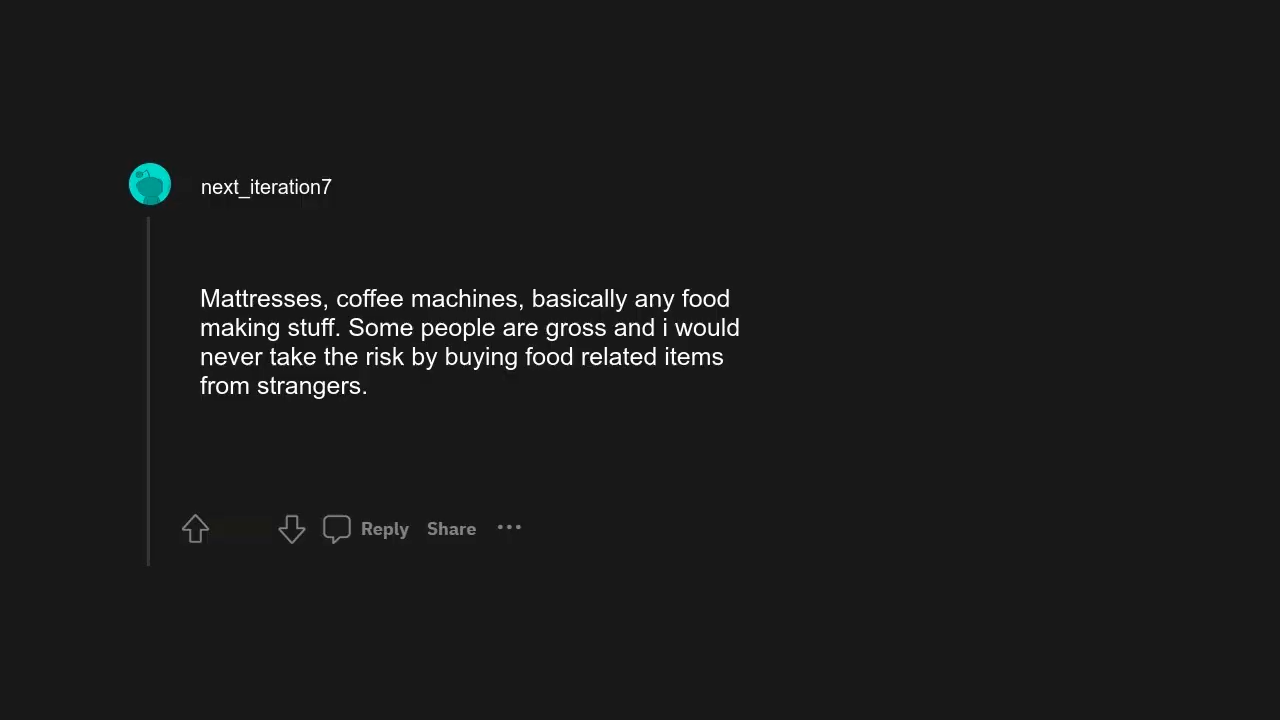 next_iteration7
Mattresses, coffee machines, basically any food
making stuff. Some people are gross and i would
never take the risk by buying food related items
from strangers.
Reply Share